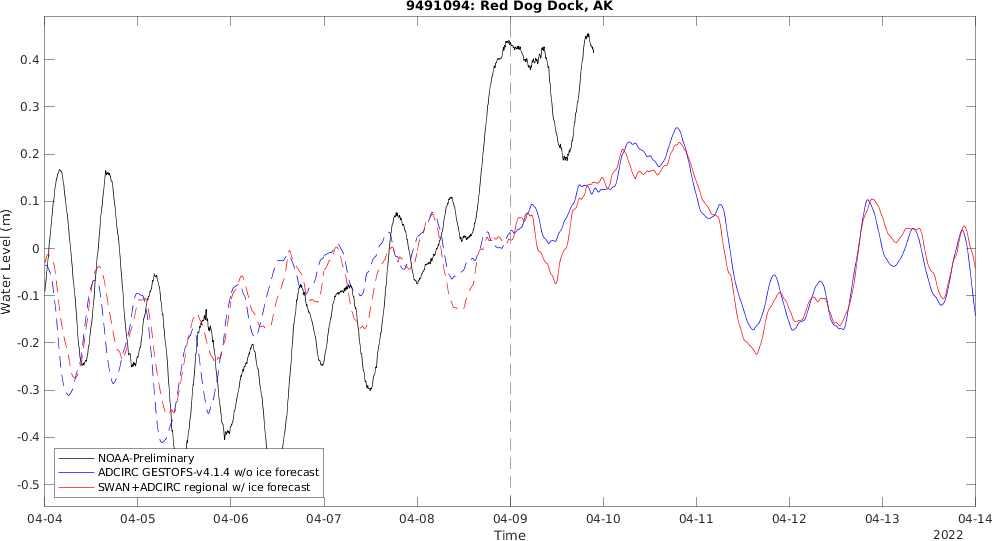 9491094: Red Dog Dock, AK
Water Level (m)
0.4
0.3
0.2
0.1
0
-0.1
-0.2
-0.3
-0.4
-0.5
NOAA-Preliminary
ADCIRC GESTOFS-v4.1.4 w/o ice forecast
SWAN+ADCIRC regional w/ ice forecast
04-04 04-05 04-06 04-07 04-08 04-09 04-10 04-11 04-12 04-13 04-14
Time
2022